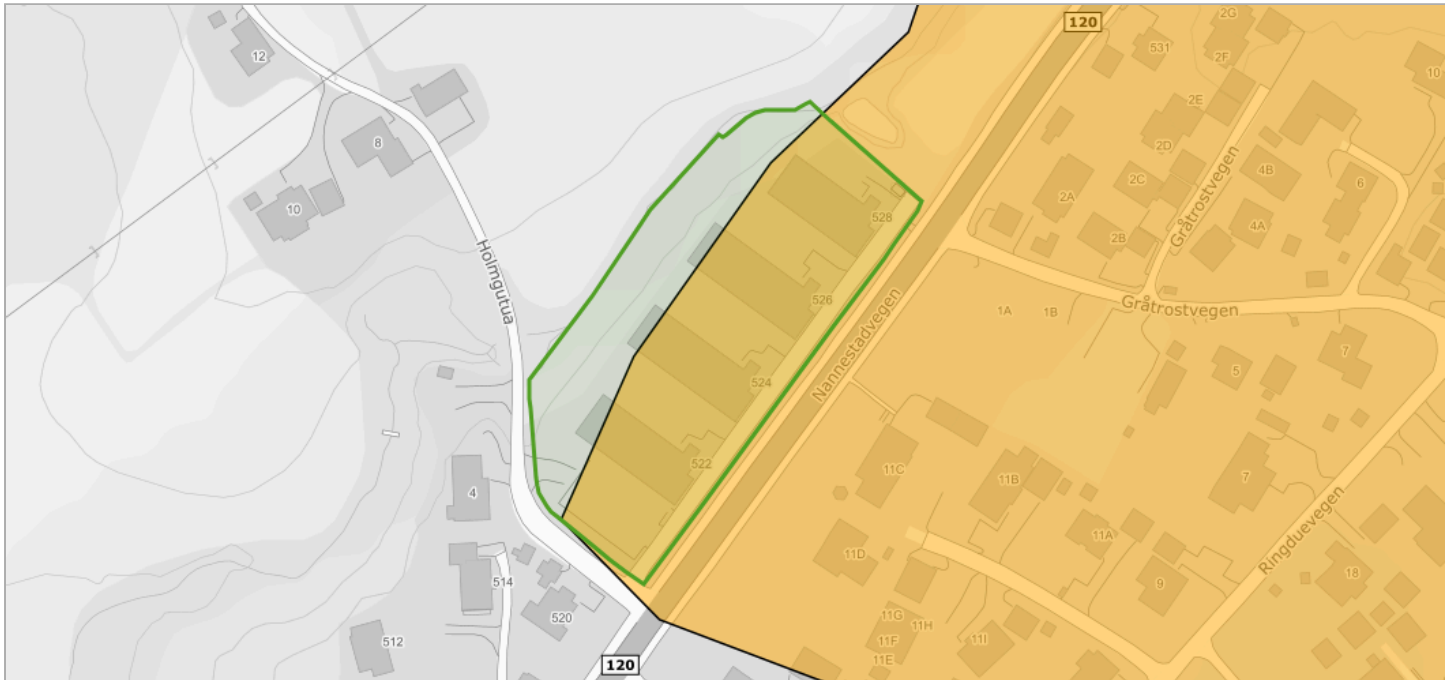 120
2G
531
2F
12
10
2E
8
2D
4B
2C
6
2A
10
528
4A
2B
Gråtrostvegen
Holmgutua
526
1A
1B
Gråtrostvegen
Nannestadvegen
7
5
524
522
11C
7
4
11B
11A
Ringduevegen
11D
18
514
9
520
11G
11H
512
11F
11I
11E
120